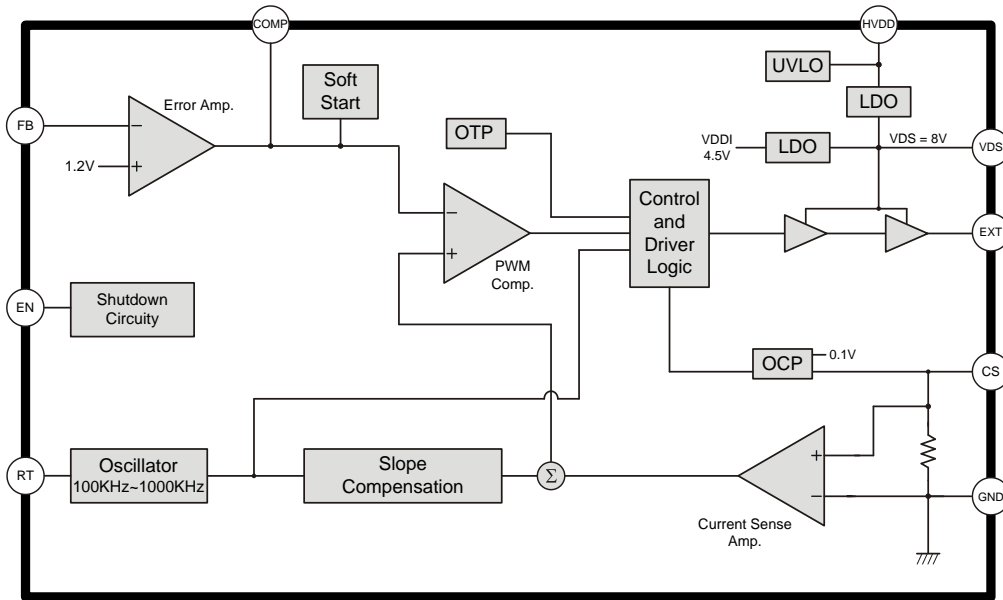 COMP
HVDD
UVLO
Soft
Start
Error Amp.
LDO
FB
OTP
VDDI
4.5V
LDO
VDS = 8V
VDS
1.2V
Control
and
Driver
Logic
EXT
PWM
Comp.
EN
Shutdown
Circuity
OCP
0.1V
CS
RT
Oscillator
100KHz~1000KHz
Slope
Compensation
Σ
+
−
GND
Current Sense
Amp.